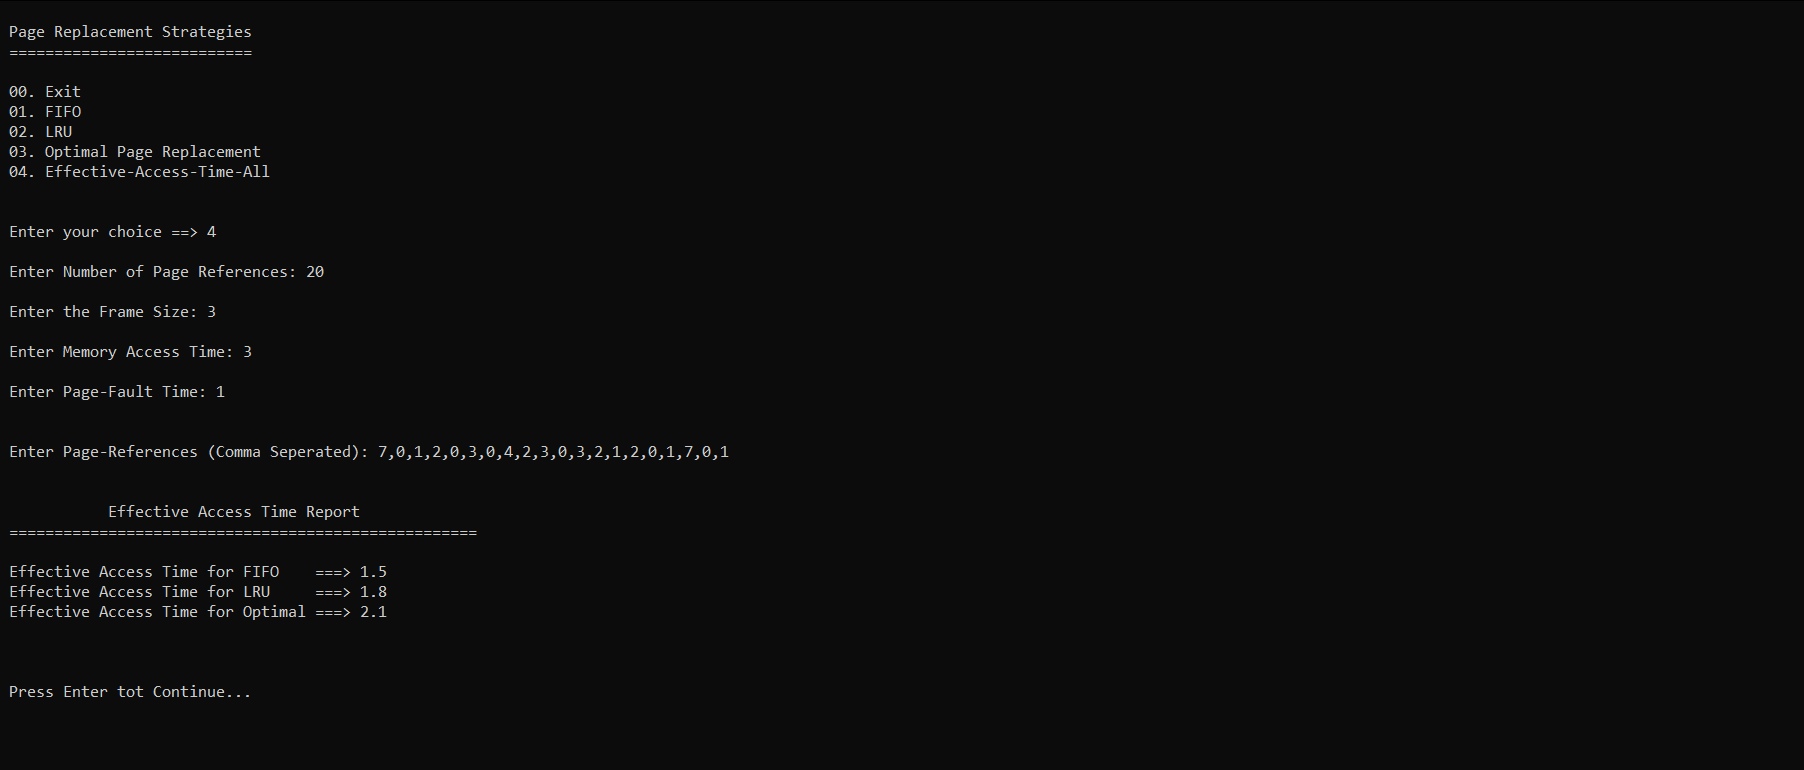 Page Replacement Strategies
===========================
00. Exit
01. FIFO
02. LRU
03. Optimal Page Replacement
04. Effective-Access-Time-All
Enter your choice ==> 4
Enter Number of Page References: 20
Enter the Frame Size: 3
Enter Memory Access Time: 3
Enter Page-Fault Time: 1
Enter Page-References (Comma Seperated): 7,0,1,2,0,3,0,4,2,3,0,3,2,1,2,0,1,7,0,1
Effective Access Time Report
====================================================
Effective Access Time for FIFO    ===> 1.5
Effective Access Time for LRU     ===> 1.8
Effective Access Time for Optimal ===> 2.1
Press Enter tot Continue...